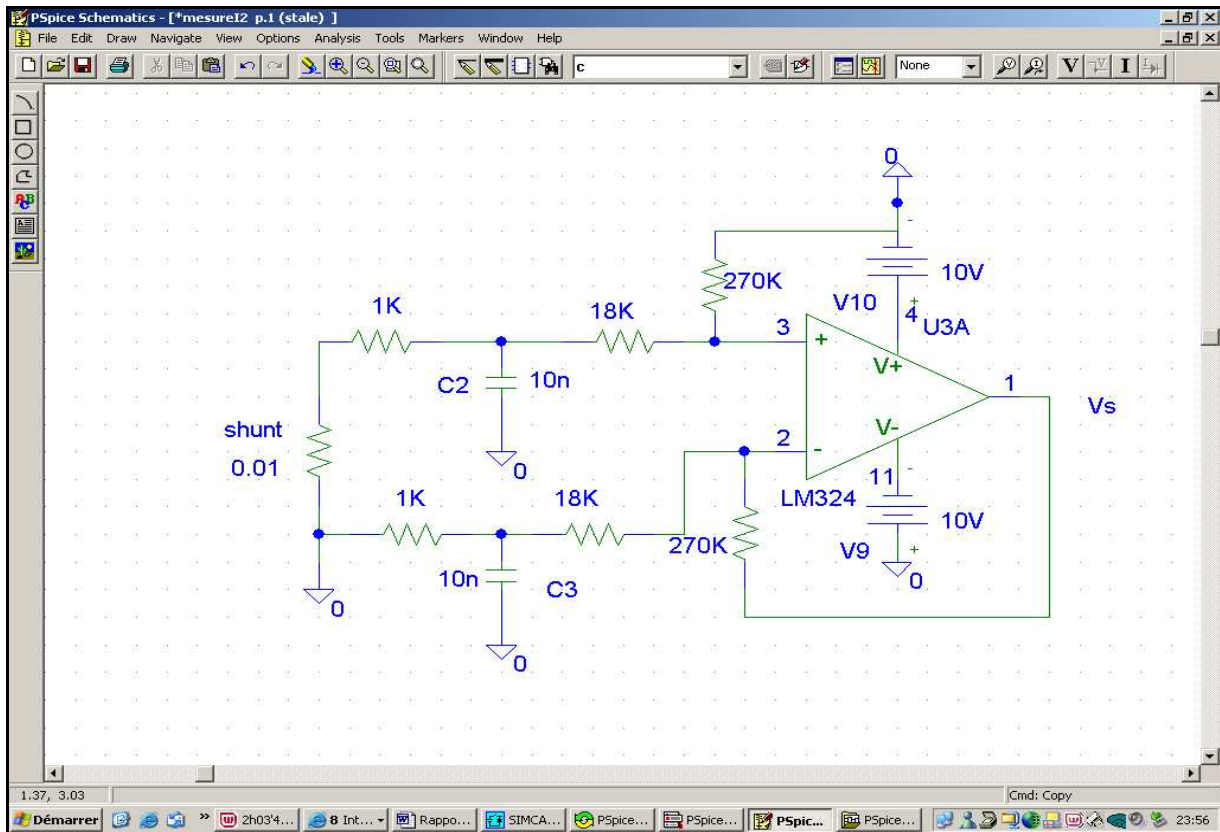 PSpice Schematics - [*mesureI2 p.1 (stale) ]
File Edit Draw Navigate View Options Analysis Tools Markers Window Help
c
None
V
V
I
ABC
0
-
10V
V10
+
4
U3A
270K
1K
18K
3
+
V+
1
Vs
C2
10n
shunt
0.01
0
V-
2
-
11
-
LM324
1K
18K
270K
10V
V9
+
0
10n
C3
0
0
1.37, 3.03
Cmd: Copy
Démarrer
»
2h03'4...
8 Int...
Rappo...
SIMCA...
PSpice...
PSpice...
PSpic...
PSpice...
23:56